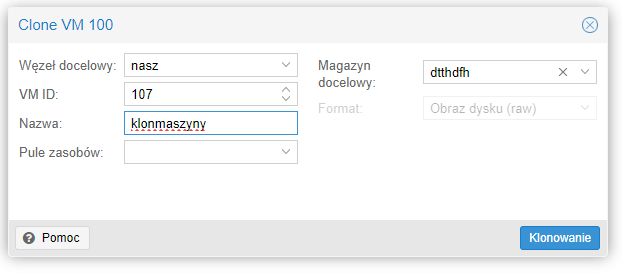 Clone VM 100
Węzeł docelowy: nasz
VM ID: 107
Nazwa: klonmaszyny
Pule zasobów:
Magazyn docelowy: dtthdfh
Format: Obraz dysku (raw)
Pomoc
Klonowanie